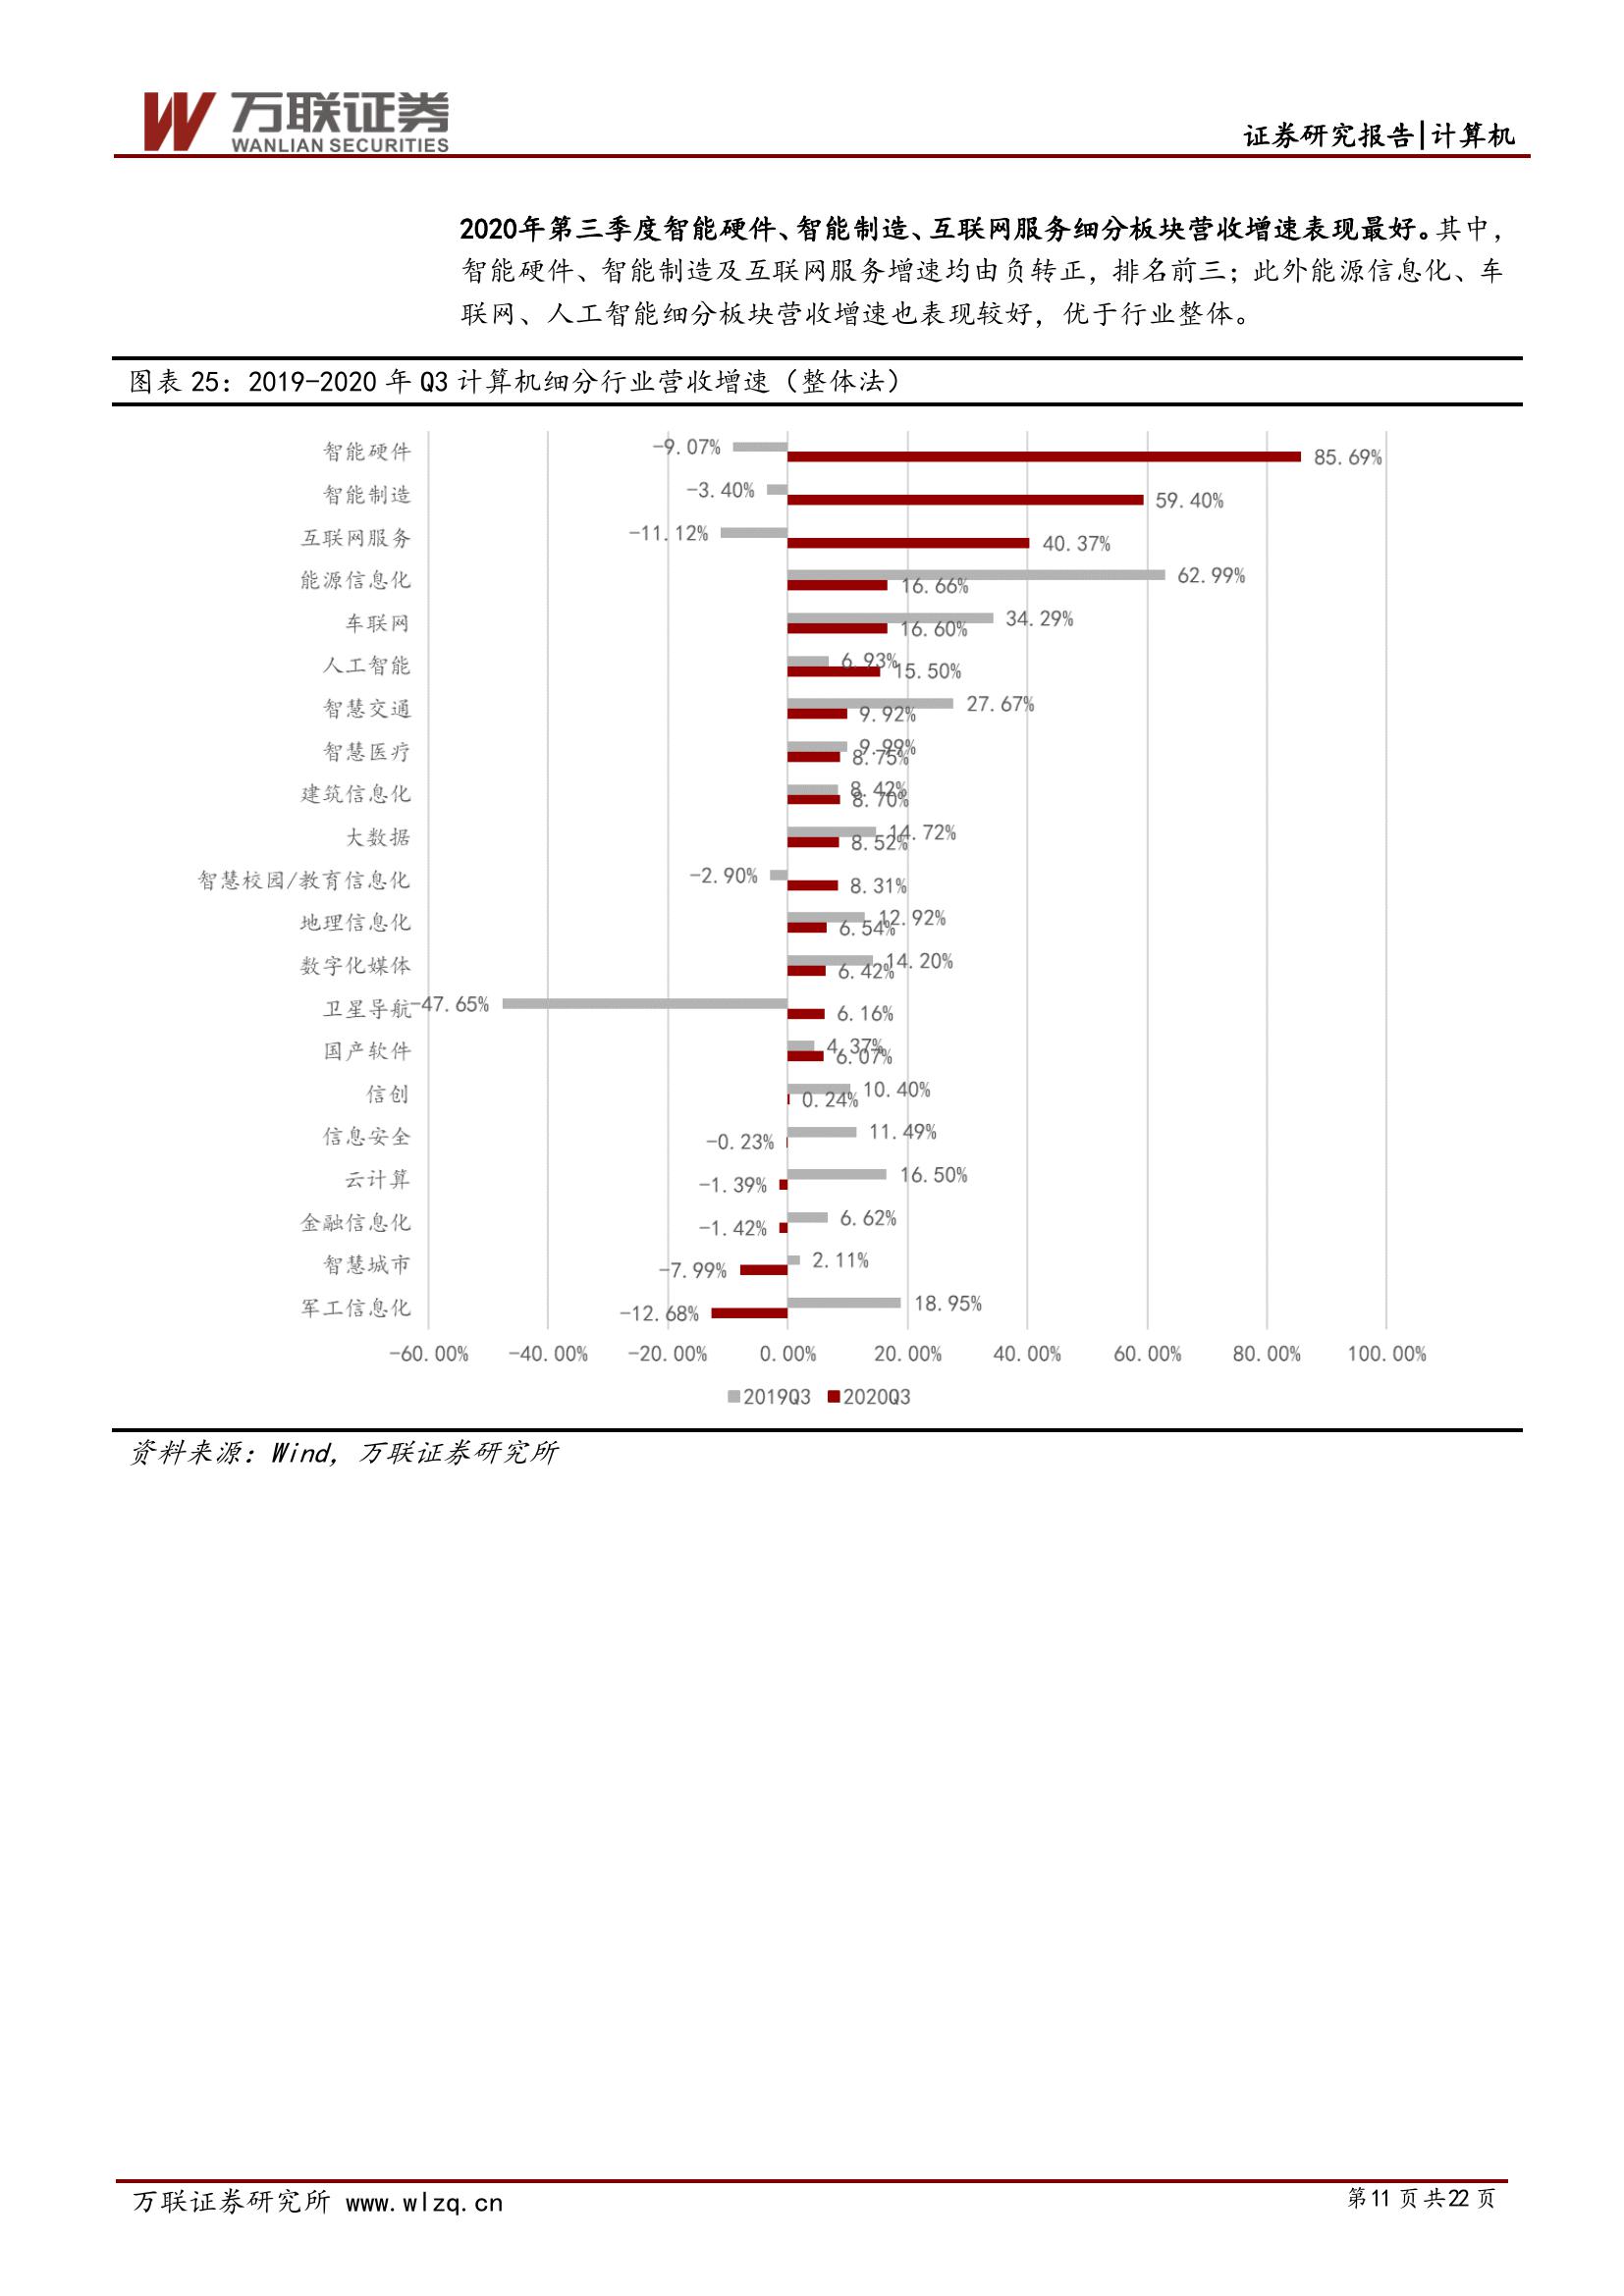 万联证券
WANLIAN SECURITIES
证券研究报告|计算机
2020年第三季度智能硬件、智能制造、互联网服务细分板块营收增速表现最好。其中，
智能硬件、智能制造及互联网服务增速均由负转正，排名前三；此外能源信息化、车
联网、人工智能细分板块营收增速也表现较好，优于行业整体。
图表 25：2019-2020 年 Q3 计算机细分行业营收增速（整体法）
智能硬件 -9.07% 85.69%
智能制造 -3.40% 59.40%
互联网服务 -11.12% 40.37%
能源信息化 62.99% 16.66%
车联网 34.29% 16.60%
人工智能 6.93% 15.50%
智慧交通 27.67% 9.92%
智慧医疗 9.99% 8.75%
建筑信息化 8.42% 8.70%
大数据 14.72% 8.52%
智慧校园/教育信息化 -2.90% 8.31%
地理信息化 12.92% 6.54%
数字化媒体 14.20% 6.42%
卫星导航 -47.65% 6.16%
国产软件 4.37% 6.07%
信创 10.40% 0.24%
信息安全 11.49% -0.23%
云计算 16.50% -1.39%
金融信息化 6.62% -1.42%
智慧城市 2.11% -7.99%
军工信息化 18.95% -12.68%
-60.00% -40.00% -20.00% 0.00% 20.00% 40.00% 60.00% 80.00% 100.00%
2019Q3 2020Q3
资料来源：Wind，万联证券研究所
万联证券研究所 www.wlzq.cn
第11 页 共22 页